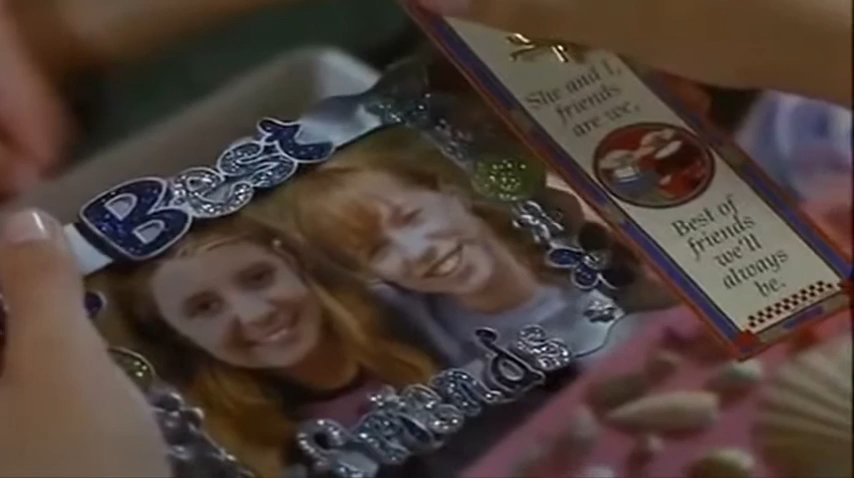 Best
Friends
She and I,
friends
are we,
Best of
friends
we'll
always
be.